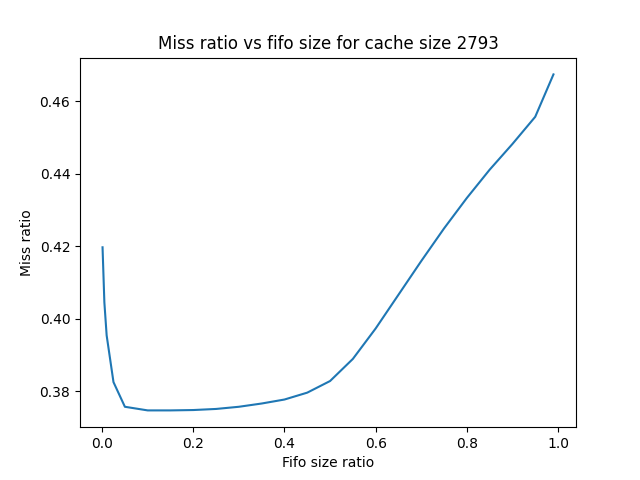 Miss ratio vs fifo size for cache size 2793
0.46
0.44
0.42
0.40
0.38
Miss ratio
0.0 0.2 0.4 0.6 0.8 1.0
Fifo size ratio